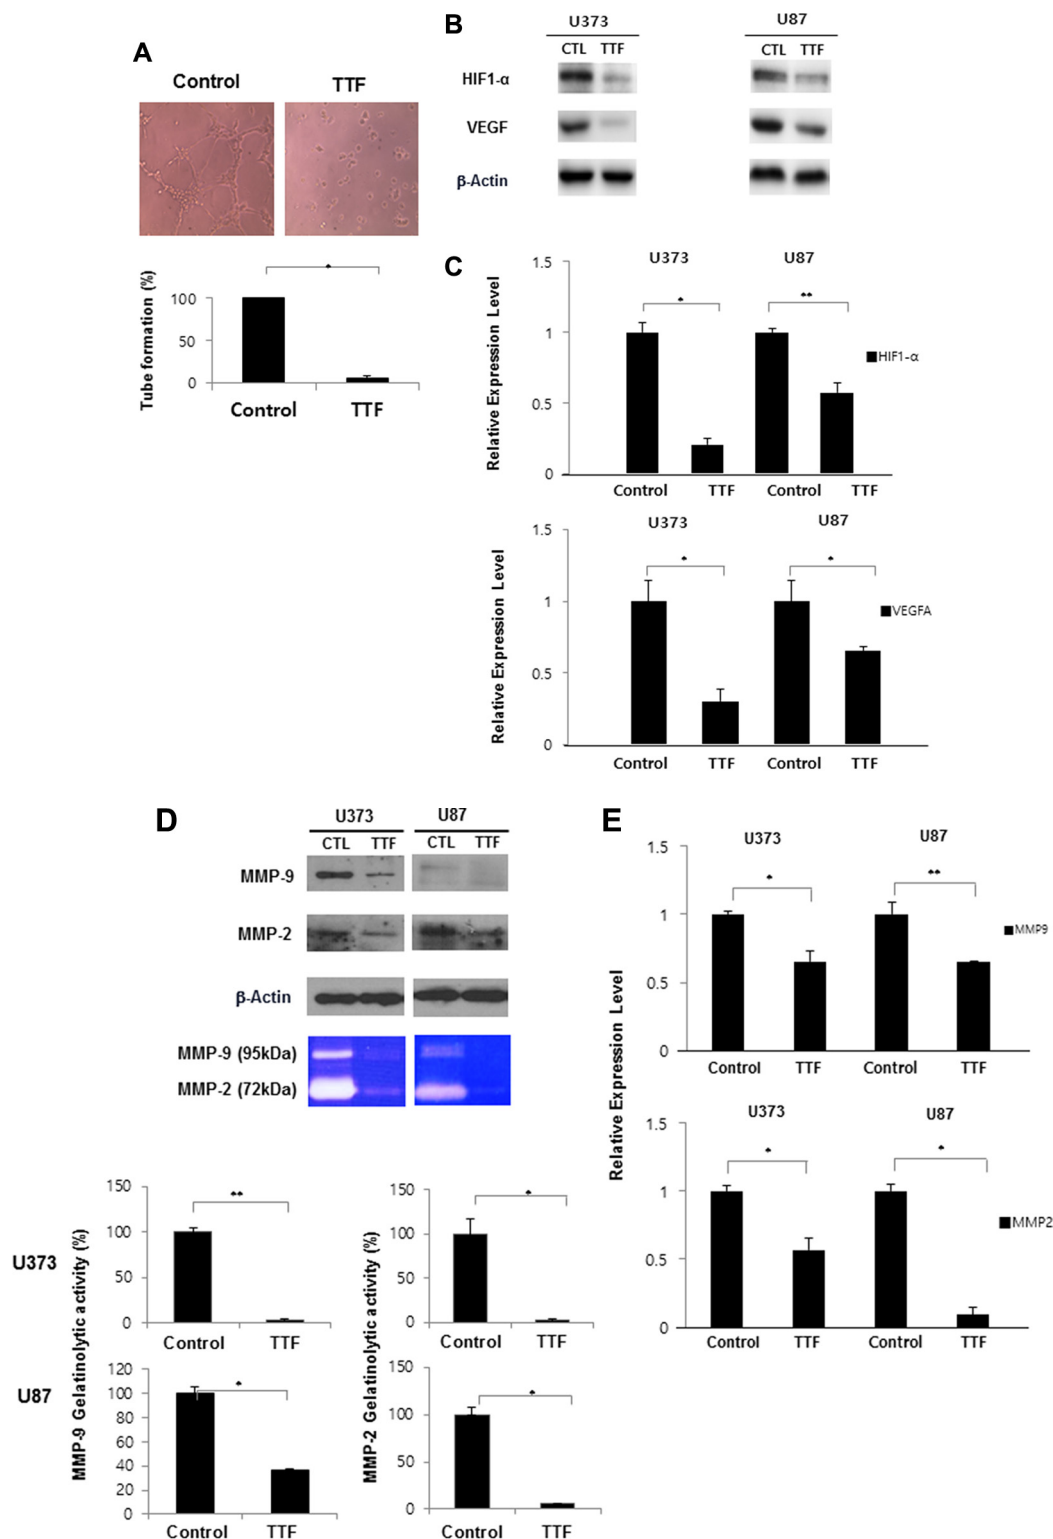 A
Control TTF
Tube formation (%)
100
50
0
*
Control TTF
B
U373 U87
CTL TTF CTL TTF
HIF1-α
VEGF
β-Actin
C
Relative Expression Level
1.5
1
0.5
0
U373 U87
* **
HIF1-α
Control TTF Control TTF
Relative Expression Level
1.5
1
0.5
0
U373 U87
* *
VEGFA
Control TTF Control TTF
D
U373 U87
CTL TTF CTL TTF
MMP-9
MMP-2
β-Actin
MMP-9 (95kDa)
MMP-2 (72kDa)
U373
U87
MMP-9 Gelatinolytic activity (%)
150
100
50
0
**
Control TTF
120
100
80
60
40
20
0
*
Control TTF
MMP-2 Gelatinolytic activity (%)
150
100
50
0
*
Control TTF
150
100
50
0
*
Control TTF
E
Relative Expression Level
1.5
1
0.5
0
U373 U87
* **
MMP9
Control TTF Control TTF
1.5
1
0.5
0
U373 U87
* *
MMP2
Control TTF Control TTF